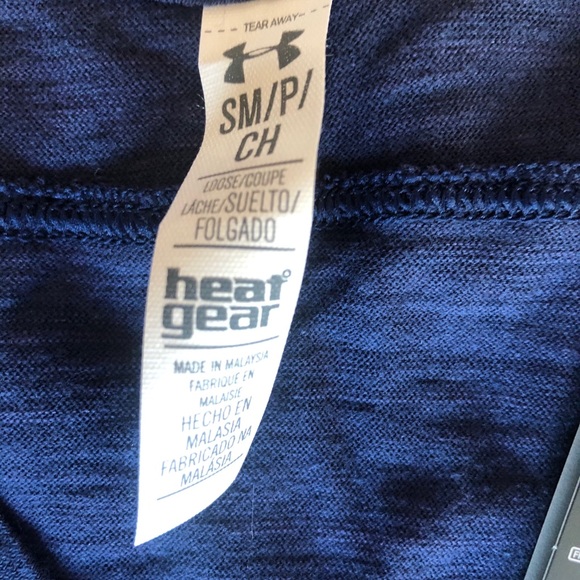 TEAR AWAY
SM/P/
CH
LOOSE/COUPE
LÂCHE/SUELTO/
FOLGADO
heat
gear
MADE IN MALAYSIA
FABRIQUE EN
MALAISIE
HECHO EN
MALASIA
FABRICADO NA
MALÁSIA